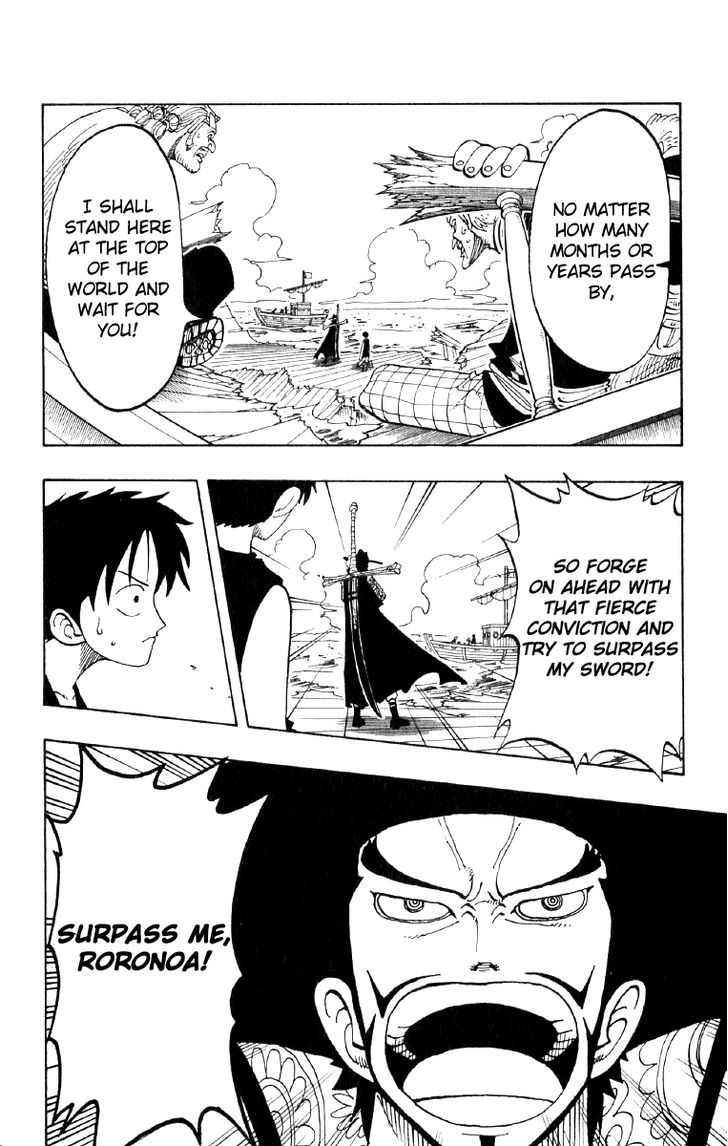 NO MATTER
HOW MANY
MONTHS OR
YEARS PASS
BY,
I SHALL
STAND HERE
AT THE TOP
OF THE
WORLD AND
WAIT FOR
YOU!
SO FORGE
ON AHEAD WITH
THAT FIERCE
CONVICTION AND
TRY TO SURPASS
MY SWORD!
SURPASS ME,
RORONOA!